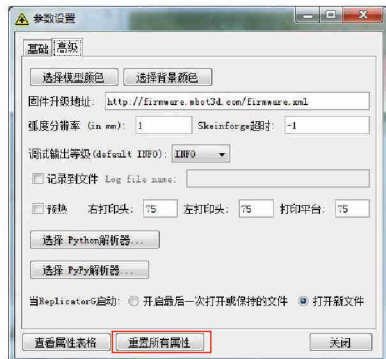 参数设置
基础 高级
选择模型颜色 选择背景颜色
固件升级地址: http://firmware.mbot3d.com/firmware.xml
弧度分辨率 (in mm): 1 Skeinforge超时: -1
调试输出等级(default INFO): INFO
记录到文件 Log file name:
预热 右打印头: 75 左打印头: 75 打印平台: 75
选择 Python解析器...
选择 PyPy解析器...
当ReplicatorG启动: 开启最后一次打开或保持的文件 打开新文件
查看属性表格 重置所有属性 关闭